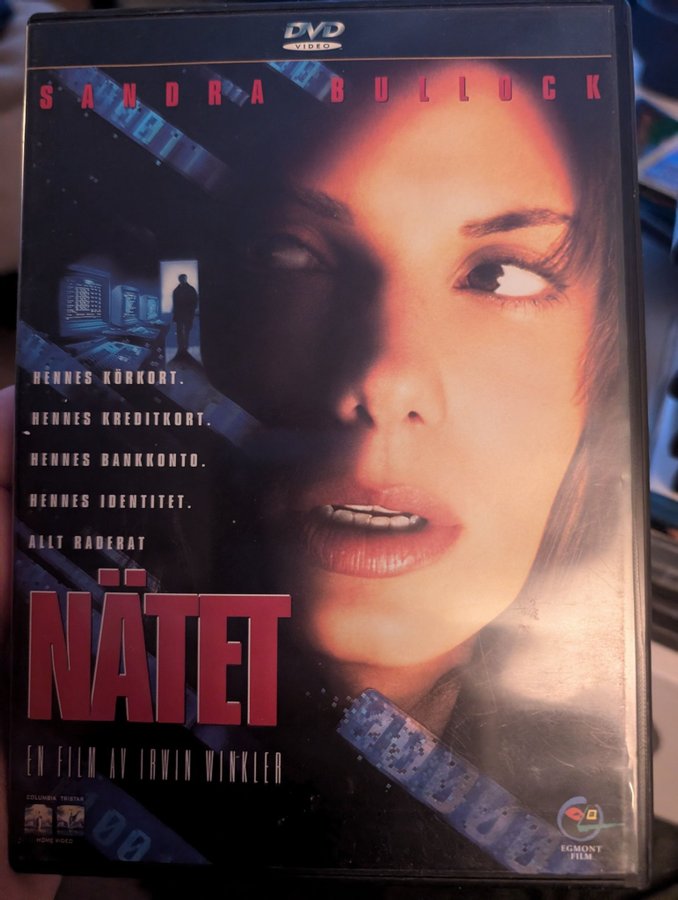 DVD
VIDEO
SANDRA BULLOCK
HENNES KÖRKORT.
HENNES KREDITKORT.
HENNES BANKKONTO.
HENNES IDENTITET.
ALLT RADERAT
NÄTET
EN FILM AV IRWIN WINKLER
COLUMBIA TRISTAR
HOME VIDEO
EGMONT
FILM